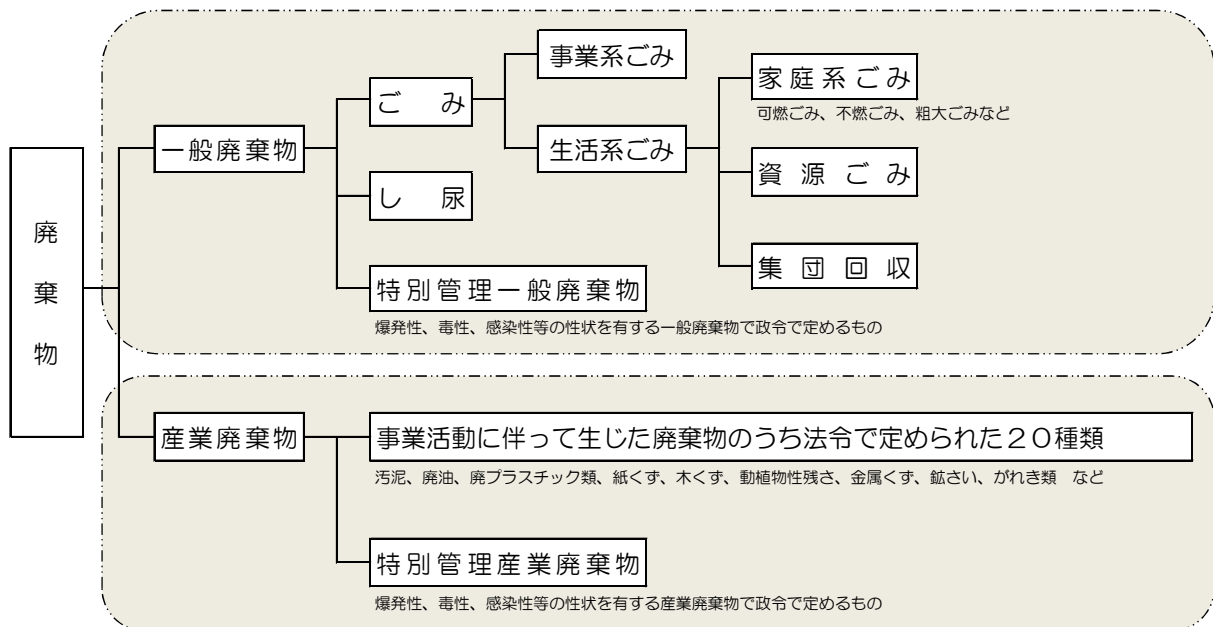 廃棄物
一般廃棄物
ごみ
事業系ごみ
生活系ごみ
家庭系ごみ
可燃ごみ、不燃ごみ、粗大ごみなど
資源ごみ
集団回収
し尿
特別管理一般廃棄物
爆発性、毒性、感染性等の性状を有する一般廃棄物で政令で定めるもの
産業廃棄物
事業活動に伴って生じた廃棄物のうち法令で定められた20種類
汚泥、廃油、廃プラスチック類、紙くず、木くず、動植物性残さ、金属くず、鉱さい、がれき類　など
特別管理産業廃棄物
爆発性、毒性、感染性等の性状を有する産業廃棄物で政令で定めるもの